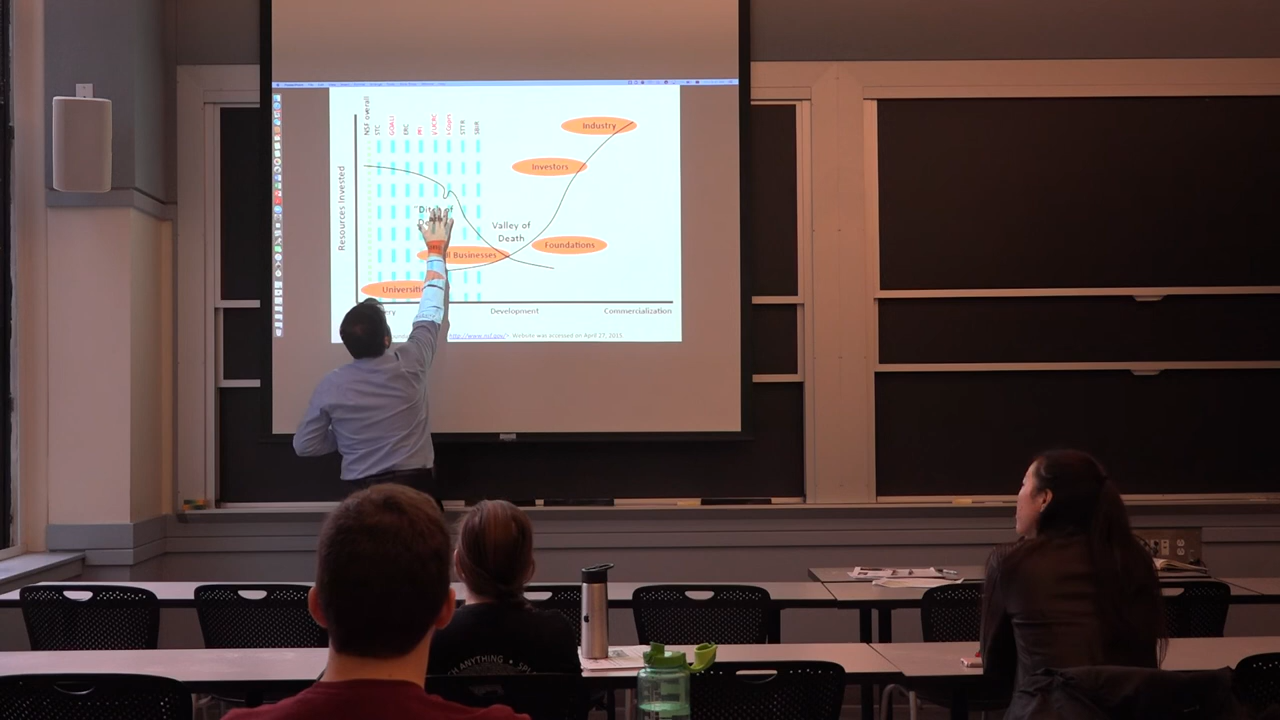 NSF overall
STC
GOALI
ERC
PFI
I/UCRC
I-Corps
STTR
SBIR
Industry
Investors
Resources Invested
"Ditch of
Valley of
Death
Foundations
Businesses
Development
Commercialization
http://www.nsf.gov/>. Website was accessed on April 27, 2015.
ANYTHING